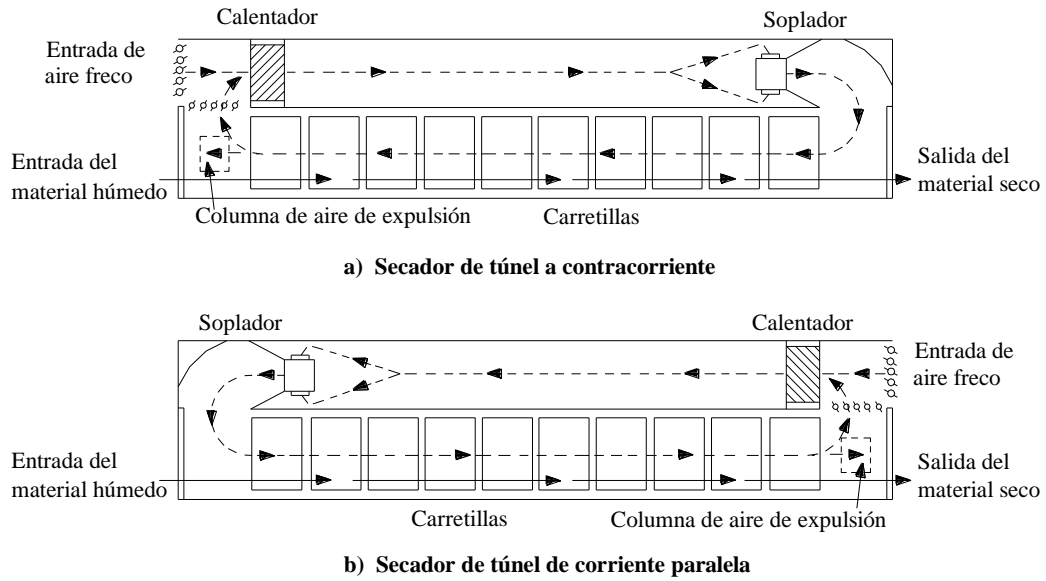 Calentador
Soplador
Entrada de
aire freco
Entrada del
material húmedo
Salida del
material seco
Columna de aire de expulsión
Carretillas
a) Secador de túnel a contracorriente
Soplador
Calentador
Entrada de
aire freco
Entrada del
material húmedo
Salida del
material seco
Carretillas
Columna de aire de expulsión
b) Secador de túnel de corriente paralela